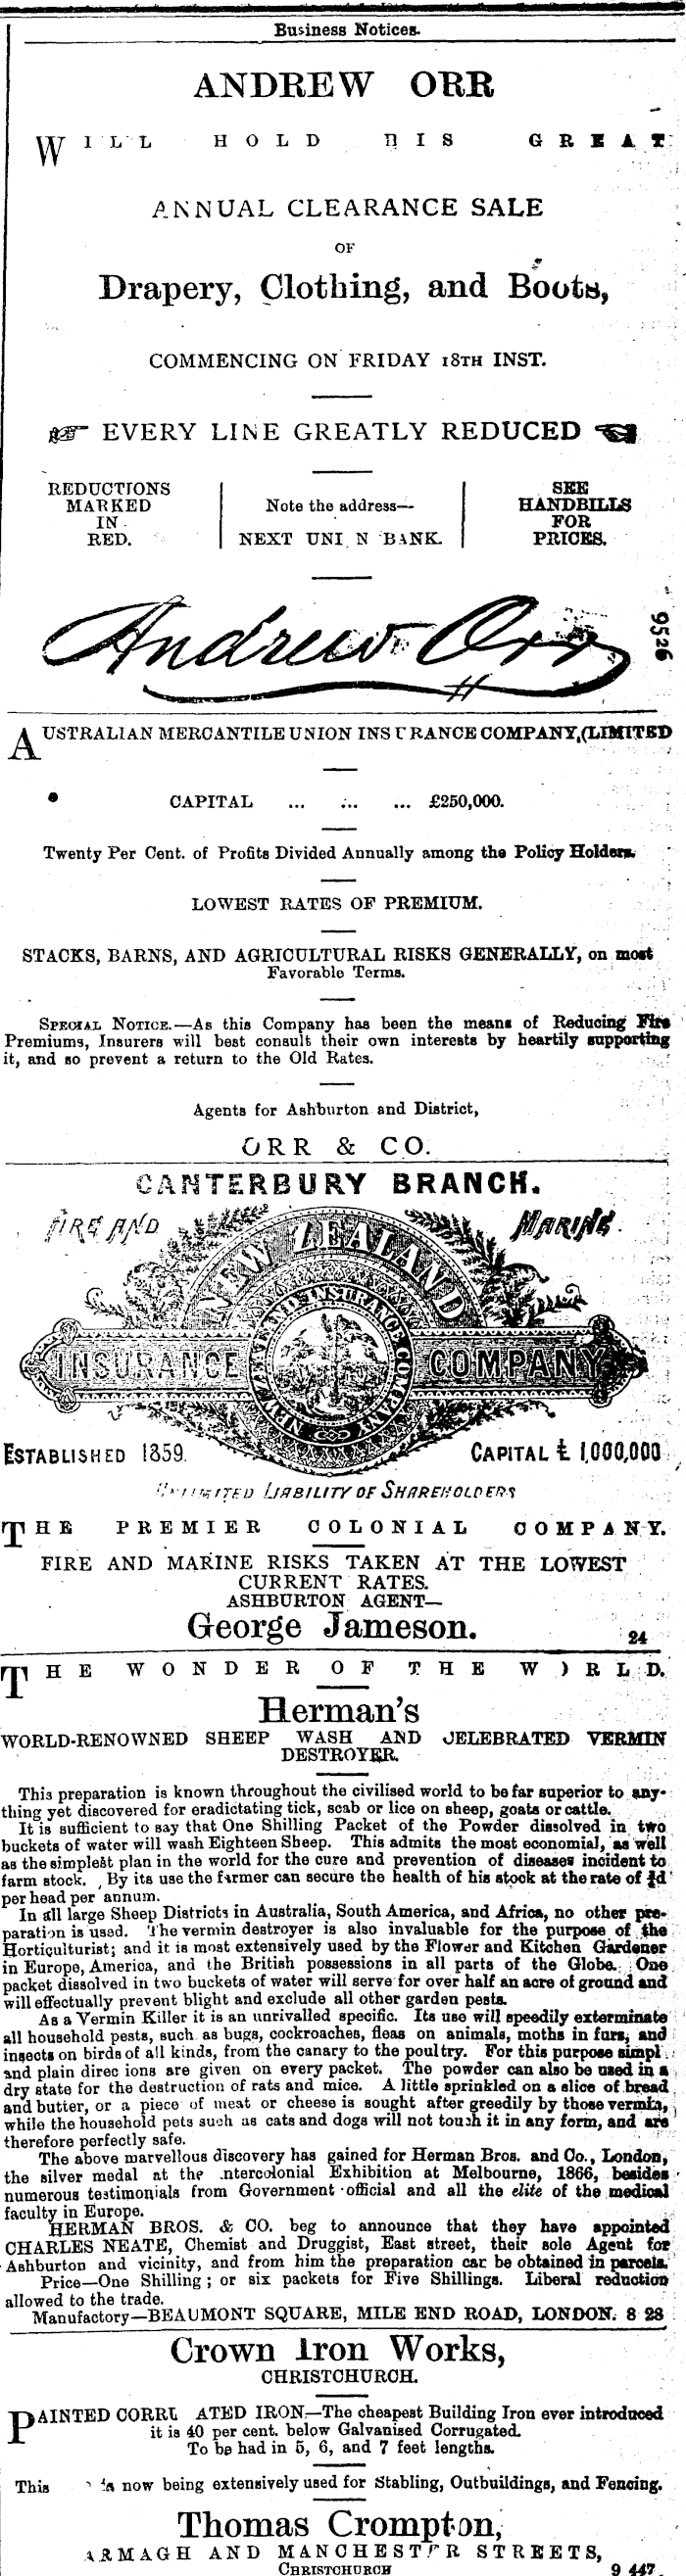 Business Notices.
ANDREW ORR
WILL HOLD HIS GREAT
ANNUAL CLEARANCE SALE
OF
Drapery, Clothing, and Boots,
COMMENCING ON FRIDAY 18TH INST.
EVERY LINE GREATLY REDUCED
REDUCTIONS
MARKED
IN
RED.
Note the address—
NEXT UNI N BANK.
SEE
HANDBILLS
FOR
PRICES.
Andrew Orr
9526
AUSTRALIAN MERCANTILE UNION INSURANCE COMPANY,(LIMITED
CAPITAL ... ... ... £250,000.
Twenty Per Cent. of Profits Divided Annually among the Policy Holders.
LOWEST RATES OF PREMIUM.
STACKS, BARNS, AND AGRICULTURAL RISKS GENERALLY, on most
Favorable Terms.
SPECIAL NOTICE.—As this Company has been the means of Reducing Fire
Premiums, Insurers will best consult their own interests by heartily supporting
it, and so prevent a return to the Old Rates.
Agents for Ashburton and District,
ORR & CO.
CANTERBURY BRANCH.
FIRE AND MARINE
NEW ZEALAND
INSURANCE COMPANY
NEW ZEALAND INSURANCE COMPANY
ESTABLISHED 1859. CAPITAL £ 1,000,000
UNLIMITED LIABILITY OF SHAREHOLDERS
THE PREMIER COLONIAL COMPANY.
FIRE AND MARINE RISKS TAKEN AT THE LOWEST
CURRENT RATES.
ASHBURTON AGENT—
George Jameson.
24
THE WONDER OF THE W RLD.
Herman's
WORLD-RENOWNED SHEEP WASH AND CELEBRATED VERMIN
DESTROYER.
This preparation is known throughout the civilised world to be far superior to any-
thing yet discovered for eradictating tick, scab or lice on sheep, goats or cattle.
It is sufficient to say that One Shilling Packet of the Powder dissolved in two
buckets of water will wash Eighteen Sheep. This admits the most economial, as well
as the simplest plan in the world for the cure and prevention of diseases incident to
farm stock. By its use the farmer can secure the health of his stock at the rate of ¾d
per head per annum.
In all large Sheep Districts in Australia, South America, and Africa, no other pre-
paration is used. The vermin destroyer is also invaluable for the purpose of the
Horticulturist; and it is most extensively used by the Flower and Kitchen Gardener
in Europe, America, and the British possessions in all parts of the Globe. One
packet dissolved in two buckets of water will serve for over half an acre of ground and
will effectually prevent blight and exclude all other garden pests.
As a Vermin Killer it is an unrivalled specific. Its use will speedily exterminate
all household pests, such as bugs, cockroaches, fleas on animals, moths in furs, and
insects on birds of all kinds, from the canary to the poultry. For this purpose simpl
and plain direc ions are given on every packet. The powder can also be used in a
dry state for the destruction of rats and mice. A little sprinkled on a slice of bread
and butter, or a piece of meat or cheese is sought after greedily by those vermin,
while the household pets such as cats and dogs will not touch it in any form, and are
therefore perfectly safe.
The above marvellous discovery has gained for Herman Bros. and Co., London,
the silver medal at the ntercolonial Exhibition at Melbourne, 1866, besides
numerous testimonials from Government official and all the elite of the medical
faculty in Europe.
HERMAN BROS. & CO. beg to announce that they have appointed
CHARLES NEATE, Chemist and Druggist, East street, their sole Agent for
Ashburton and vicinity, and from him the preparation can be obtained in parcels.
Price—One Shilling; or six packets for Five Shillings. Liberal reduction
allowed to the trade.
Manufactory—BEAUMONT SQUARE, MILE END ROAD, LONDON. 8 28
Crown Iron Works,
CHRISTCHURCH.
PAINTED CORRU ATED IRON—The cheapest Building Iron ever introduced
it is 40 per cent. below Galvanised Corrugated.
To be had in 5, 6, and 7 feet lengths.
This is now being extensively used for Stabling, Outbuildings, and Fencing.
Thomas Crompton,
ARMAGH AND MANCHESTER STREETS,
CHRISTCHURCH
9 447